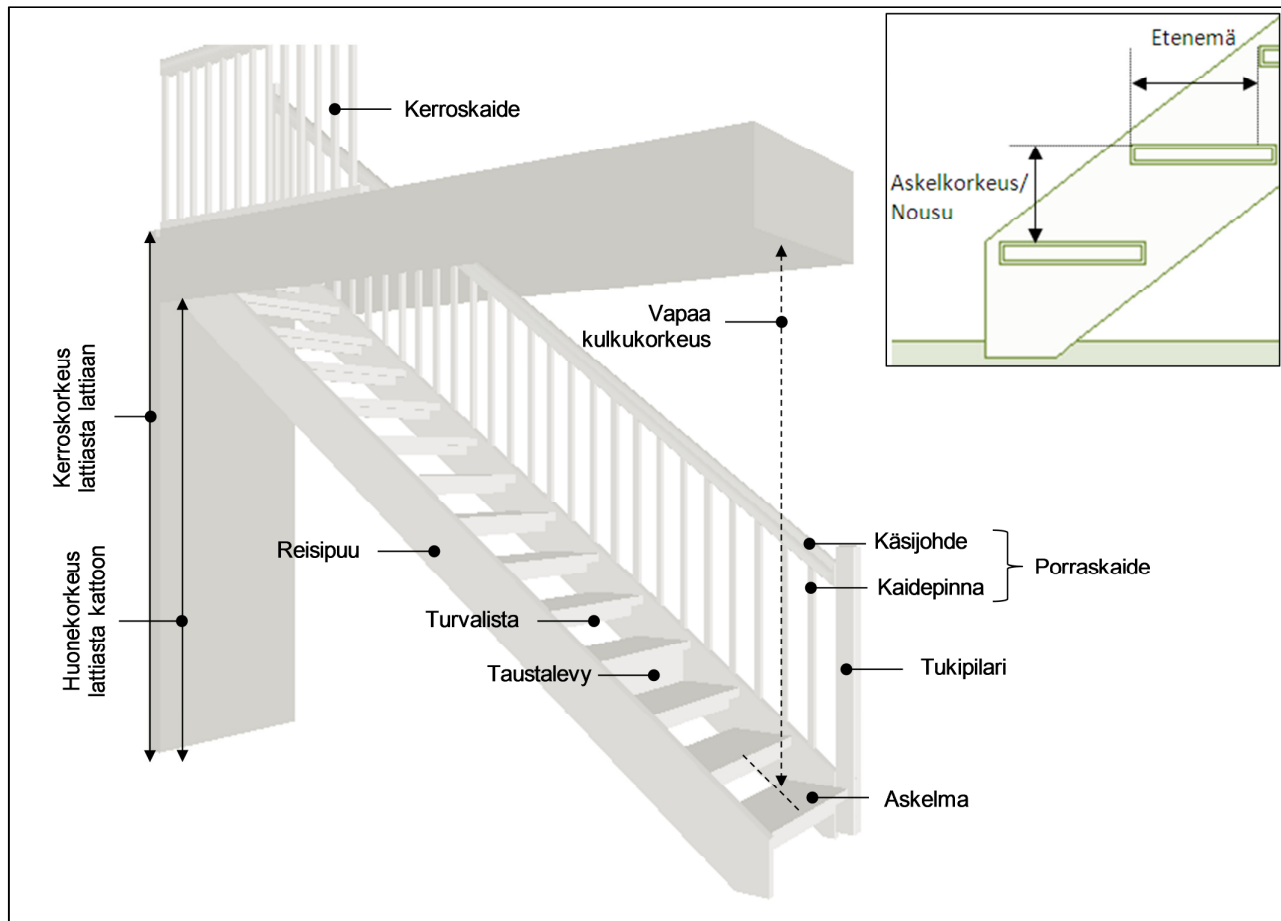 Kerroskaide
Etenemä
Askelkorkeus/
Nousu
Vapaa
kulkukorkeus
Kerroskorkeus
lattiasta lattiaan
Huonekorkeus
lattiasta kattoon
Reisipuu
Turvalista
Taustalevy
Käsijohde
Kaidepinna
Porraskaide
Tukipilari
Askelma